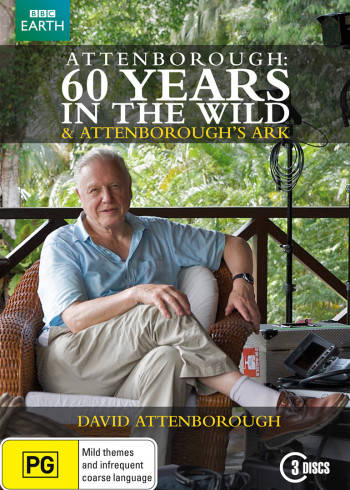 BBC
EARTH
ATTENBOROUGH:
60 YEARS
IN THE WILD
& ATTENBOROUGH'S ARK
DAVID ATTENBOROUGH
PG
Mild themes
and infrequent
coarse language
3 DISCS